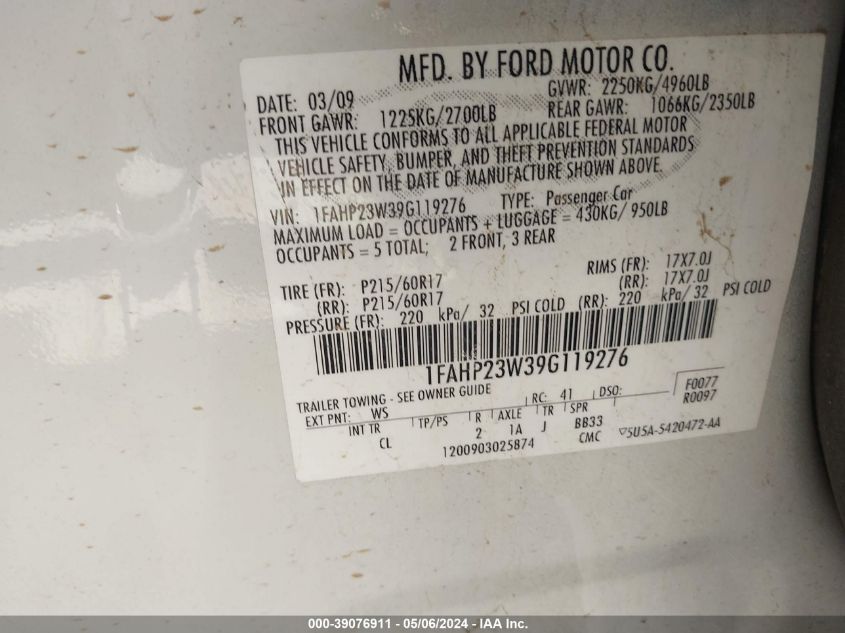 MFD. BY FORD MOTOR CO.
DATE: 03/09 GVWR: 2250KG/4960LB
FRONT GAWR: 1225KG/2700LB REAR GAWR: 1066KG/2350LB
THIS VEHICLE CONFORMS TO ALL APPLICABLE FEDERAL MOTOR
VEHICLE SAFETY, BUMPER, AND THEFT PREVENTION STANDARDS
IN EFFECT ON THE DATE OF MANUFACTURE SHOWN ABOVE.
VIN: 1FAHP23W39G119276 TYPE: Passenger Car
MAXIMUM LOAD = OCCUPANTS + LUGGAGE = 430KG/ 950LB
OCCUPANTS = 5 TOTAL; 2 FRONT, 3 REAR
TIRE (FR): P215/60R17 RIMS (FR): 17X7.0J
(RR): P215/60R17 (RR): 17X7.0J
PRESSURE (FR): 220 kPa/ 32 PSI COLD (RR): 220 kPa/ 32 PSI COLD
1FAHP23W39G119276
TRAILER TOWING - SEE OWNER GUIDE
EXT PNT: WS RC: 41 DSO: F0077
R0097
INT TR TP/PS R AXLE TR SPR
CL 2 1A J BB33
1200903025874 CMC ▽5U5A-5420472-AA
000-39076911 - 05/06/2024 - IAA Inc.